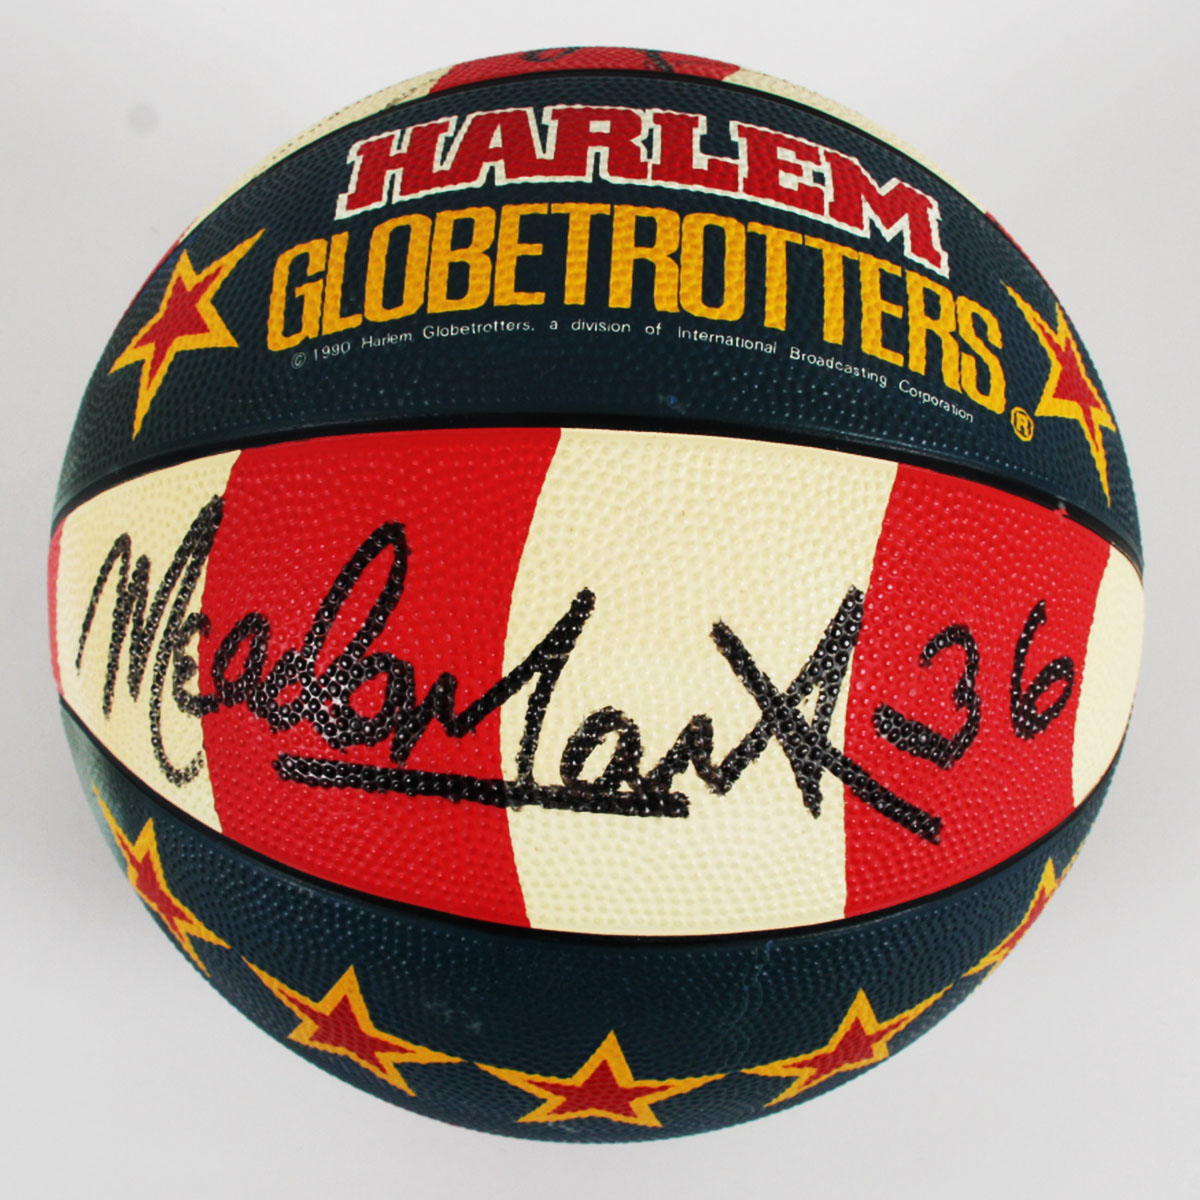 HARLEM
GLOBETROTTERS ®
© 1990 Harlem Globetrotters, a division of International Broadcasting Corporation
Meadowlark 36